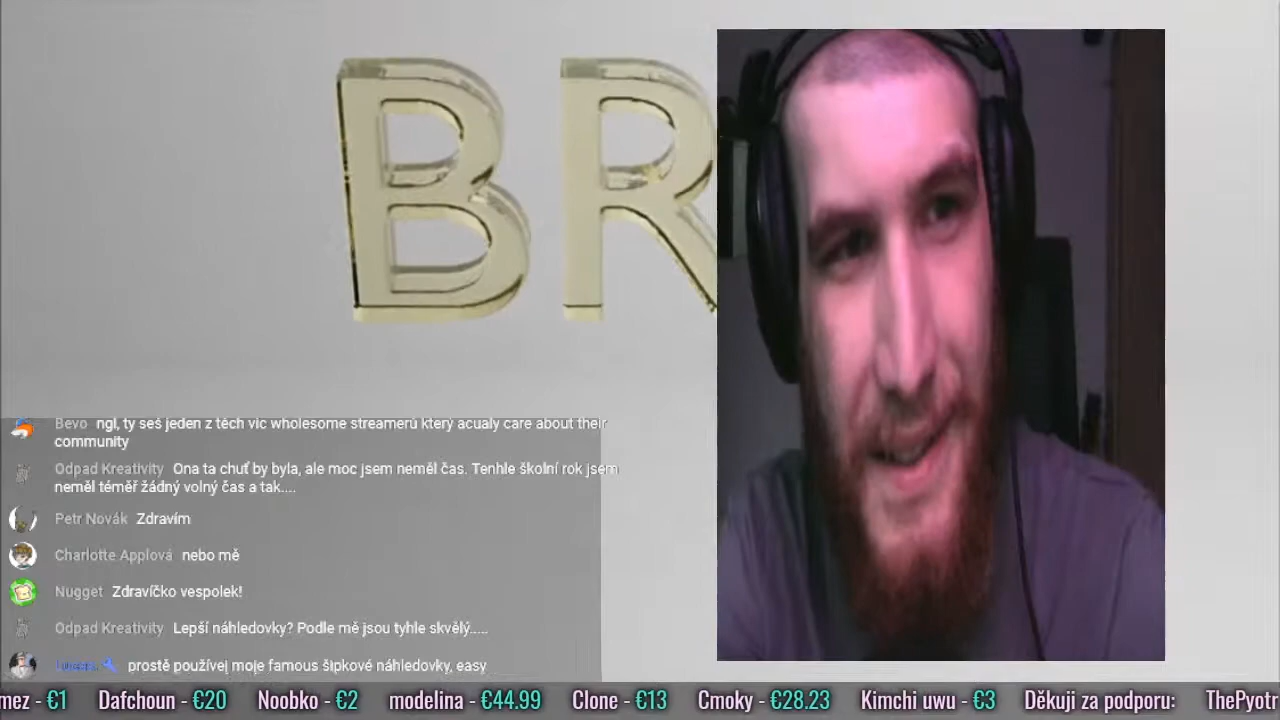 BR
Bevo ngl, ty seš jeden z těch víc wholesome streamerů který acualy care about their
community
Odpad Kreativity Ona ta chuť by byla, ale moc jsem neměl čas. Tenhle školní rok jsem
neměl téměř žádný volný čas a tak....
Petr Novák Zdravím
Charlotte Applová nebo mě
Nugget Zdravíčko vespolek!
Odpad Kreativity Lepší náhledovky? Podle mě jsou tyhle skvělý.....
prostě používej moje famous šipkové náhledovky, easy
mez - €1 Dafchoun - €20 Noobko - €2 modelina - €44.99 Clone - €13 Cmoky - €28.23 Kimchi uwu - €3 Děkuji za podporu: ThePyotr